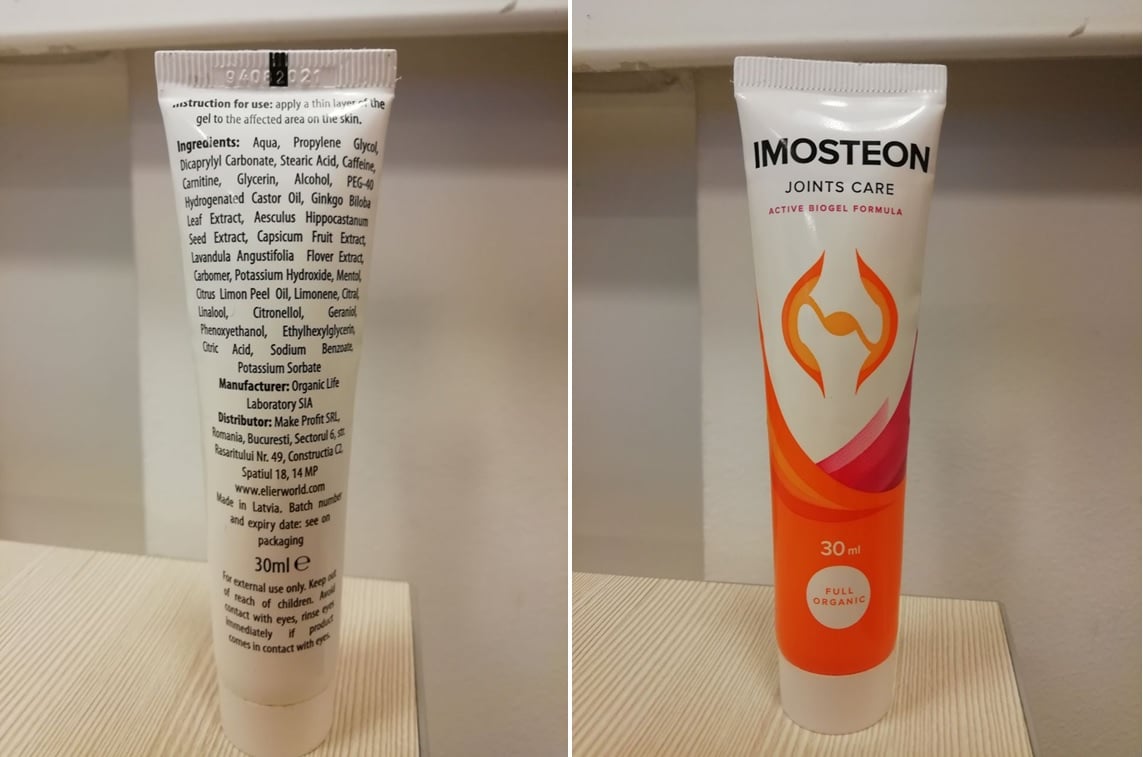 94082021
Instruction for use: apply a thin layer of the
gel to the affected area on the skin.
Ingredients: Aqua, Propylene Glycol,
Dicaprylyl Carbonate, Stearic Acid, Caffeine,
Carnitine, Glycerin, Alcohol, PEG-40
Hydrogenated Castor Oil, Ginkgo Biloba
Leaf Extract, Aesculus Hippocastanum
Seed Extract, Capsicum Fruit Extract,
Lavandula Angustifolia Flover Extract,
Carbomer, Potassium Hydroxide, Mentol,
Citrus Limon Peel Oil, Limonene, Citral,
Linalool, Citronellol, Geraniol,
Phenoxyethanol, Ethylhexylglycerin,
Citric Acid, Sodium Benzoate,
Potassium Sorbate
Manufacturer: Organic Life
Laboratory SIA
Distributor: Make Profit SRL,
Romania, Bucuresti, Sectorul 6, str.
Rasaritului Nr. 49, Constructia C2,
Spatiul 18, 14 MP
www.elierworld.com
Made in Latvia. Batch number
and expiry date: see on
packaging
30ml ℮
For external use only. Keep out
of reach of children. Avoid
contact with eyes, rinse eyes
immediately if product
comes in contact with eyes.
IMOSTEON
JOINTS CARE
ACTIVE BIOGEL FORMULA
30 ml
FULL
ORGANIC